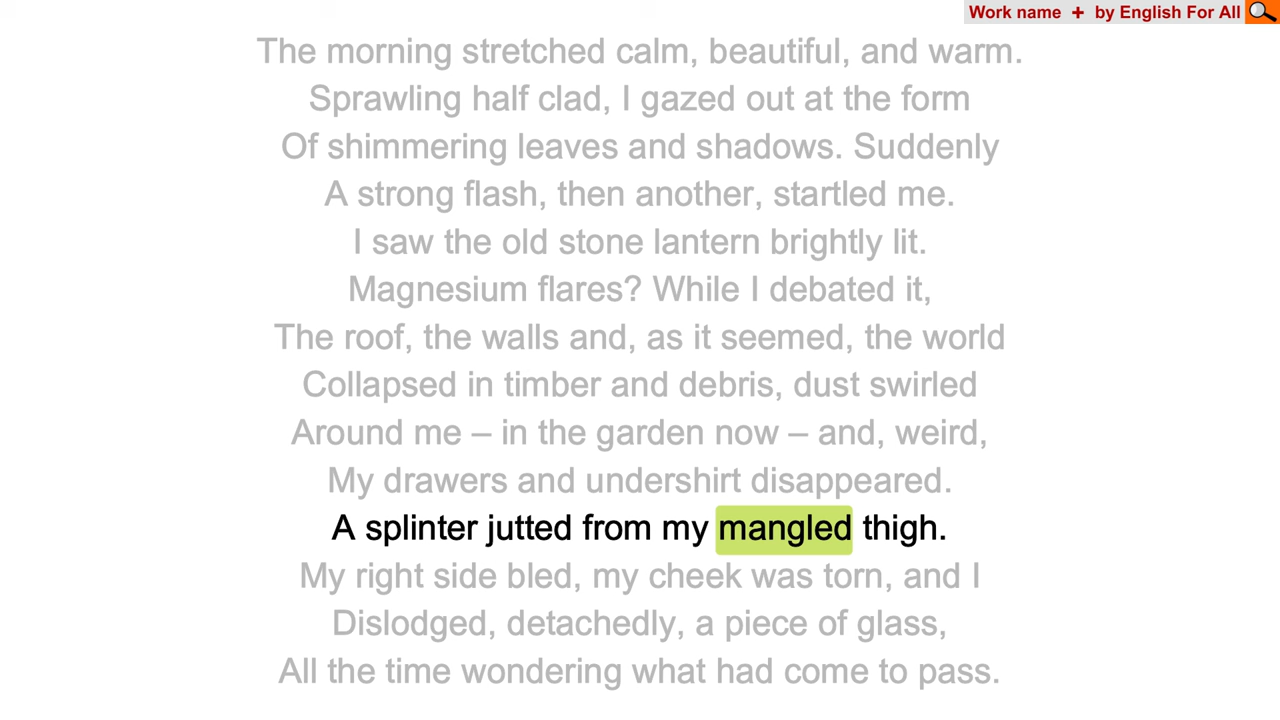 Work name + by English For All
The morning stretched calm, beautiful, and warm.
Sprawling half clad, I gazed out at the form
Of shimmering leaves and shadows. Suddenly
A strong flash, then another, startled me.
I saw the old stone lantern brightly lit.
Magnesium flares? While I debated it,
The roof, the walls and, as it seemed, the world
Collapsed in timber and debris, dust swirled
Around me – in the garden now – and, weird,
My drawers and undershirt disappeared.
A splinter jutted from my mangled thigh.
My right side bled, my cheek was torn, and I
Dislodged, detachedly, a piece of glass,
All the time wondering what had come to pass.